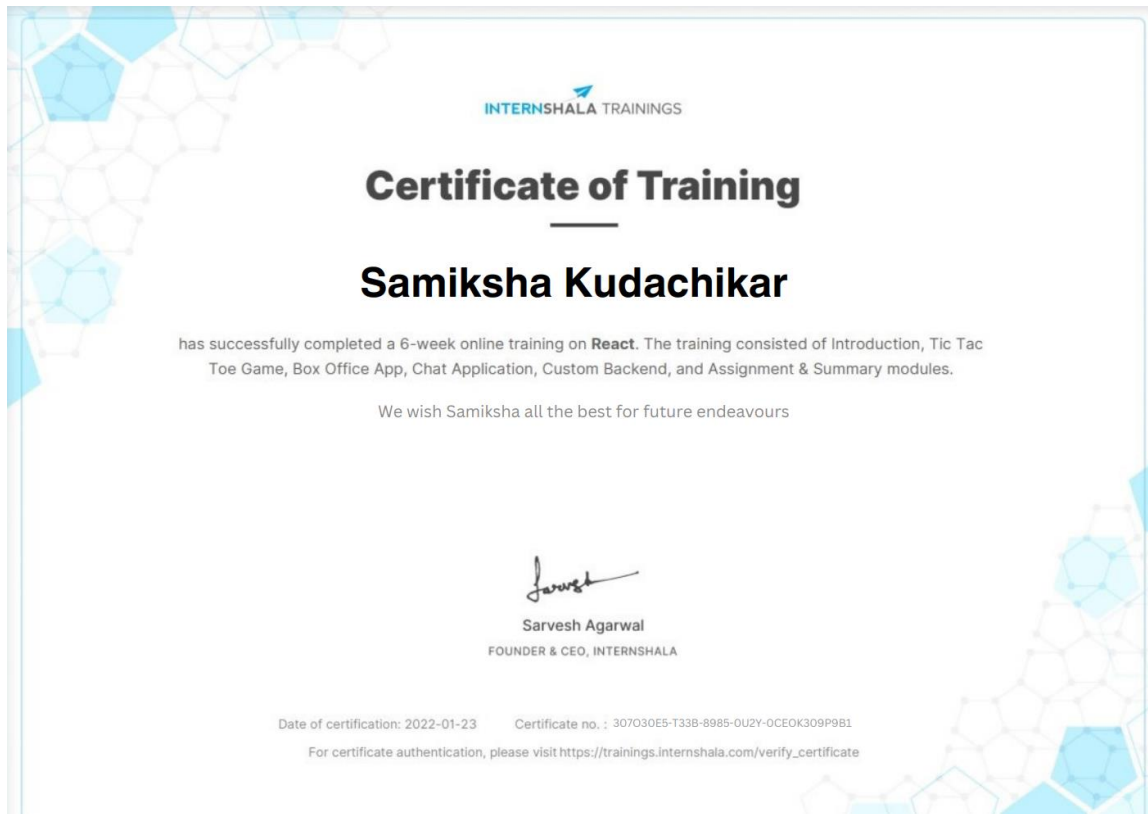 INTERNSHALA TRAININGS
Certificate of Training
Samiksha Kudachikar
has successfully completed a 6-week online training on React. The training consisted of Introduction, Tic Tac
Toe Game, Box Office App, Chat Application, Custom Backend, and Assignment & Summary modules.
We wish Samiksha all the best for future endeavours
Sarvesh
Sarvesh Agarwal
FOUNDER & CEO, INTERNSHALA
Date of certification: 2022-01-23 Certificate no. : 307O30E5-T33B-8985-0U2Y-0CE0K309P9B1
For certificate authentication, please visit https://trainings.internshala.com/verify_certificate